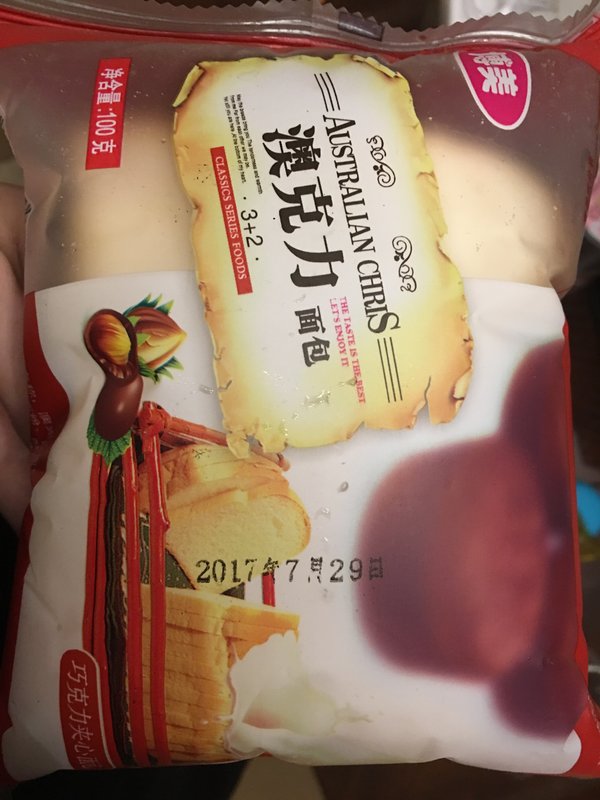 净含量:100克
AUSTRALIAN CHRIS
THE TASTE IS THE BEST
LET'S ENJOY IT
澳克力 面包
· 3+2 ·
CLASSICS SERIES FOODS
2017年7月29日
巧克力夹心面